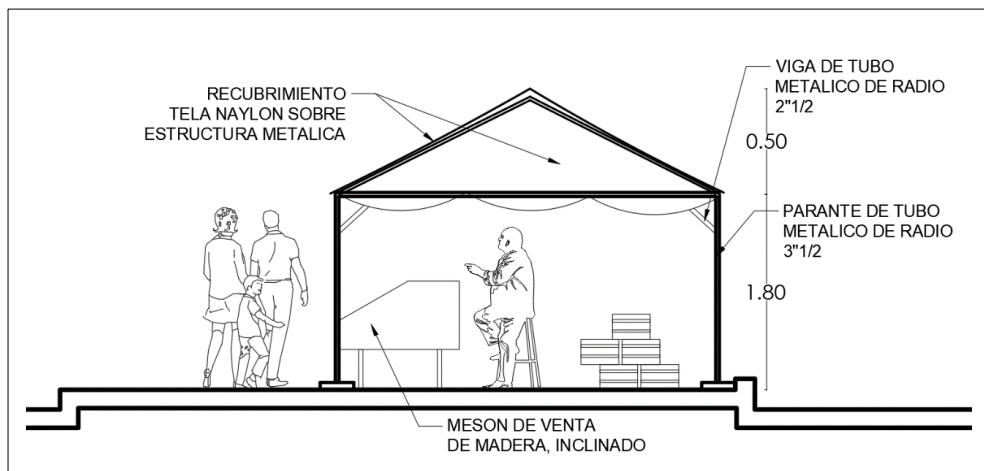 RECUBRIMIENTO
TELA NAYLON SOBRE
ESTRUCTURA METALICA
VIGA DE TUBO
METALICO DE RADIO
2"1/2
0.50
PARANTE DE TUBO
METALICO DE RADIO
3"1/2
1.80
MESON DE VENTA
DE MADERA, INCLINADO